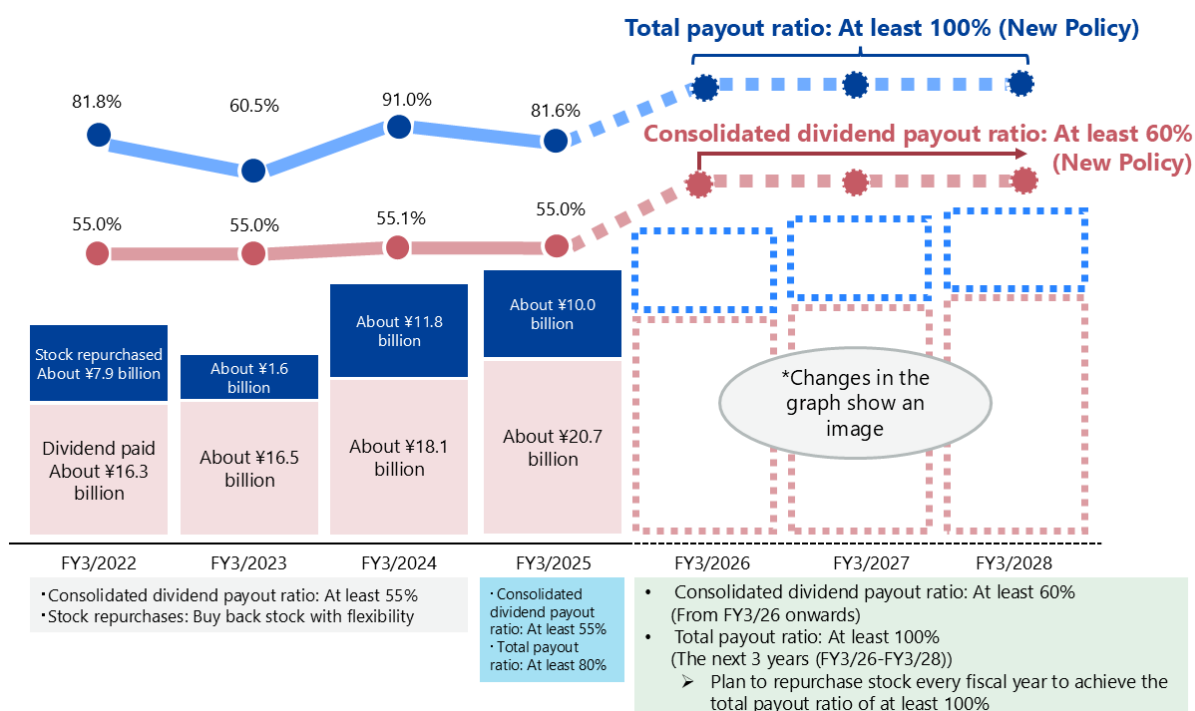 Total payout ratio: At least 100% (New Policy)
81.8%
60.5%
91.0%
81.6%
Consolidated dividend payout ratio: At least 60%
(New Policy)
55.0%
55.0%
55.1%
55.0%
Stock repurchased
About ¥7.9 billion
About ¥1.6
billion
About ¥11.8
billion
About ¥10.0
billion
Dividend paid
About ¥16.3
billion
About ¥16.5
billion
About ¥18.1
billion
About ¥20.7
billion
*Changes in the
graph show an
image
FY3/2022
FY3/2023
FY3/2024
FY3/2025
FY3/2026
FY3/2027
FY3/2028
・Consolidated dividend payout ratio: At least 55%
・Stock repurchases: Buy back stock with flexibility
・Consolidated
dividend payout
ratio: At least 55%
・Total payout
ratio: At least 80%
• Consolidated dividend payout ratio: At least 60%
(From FY3/26 onwards)
• Total payout ratio: At least 100%
(The next 3 years (FY3/26-FY3/28))
➢ Plan to repurchase stock every fiscal year to achieve the
total payout ratio of at least 100%